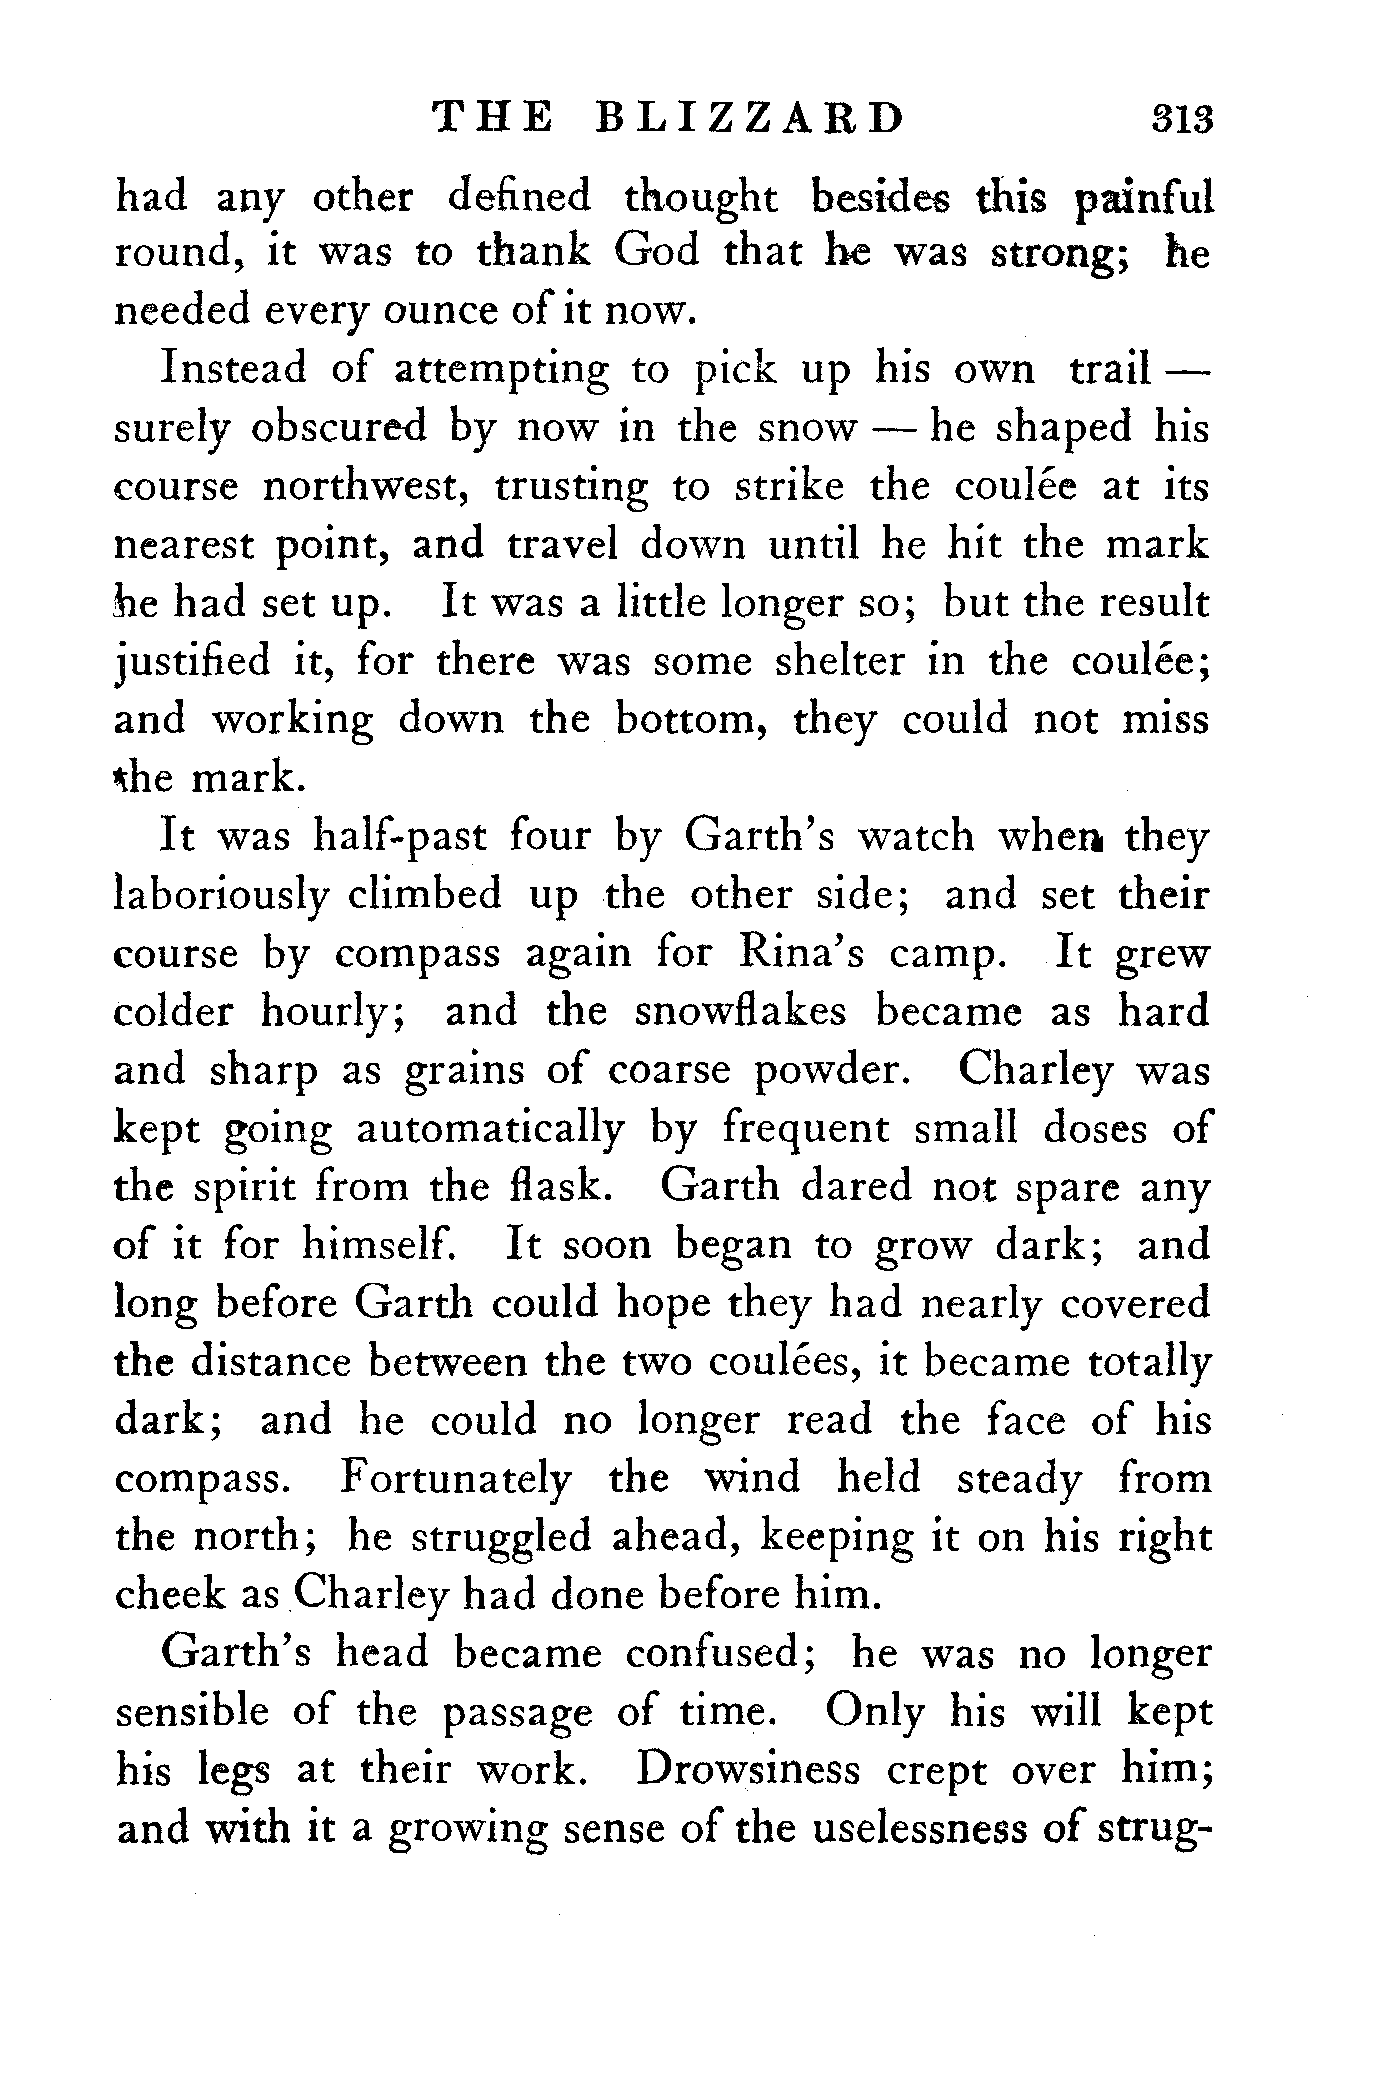 THE BLIZZARD 313
had any other defined thought besides this painful
round, it was to thank God that he was strong; he
needed every ounce of it now.
Instead of attempting to pick up his own trail —
surely obscured by now in the snow — he shaped his
course northwest, trusting to strike the coulée at its
nearest point, and travel down until he hit the mark
he had set up. It was a little longer so; but the result
justified it, for there was some shelter in the coulée;
and working down the bottom, they could not miss
the mark.
It was half-past four by Garth's watch when they
laboriously climbed up the other side; and set their
course by compass again for Rina's camp. It grew
colder hourly; and the snowflakes became as hard
and sharp as grains of coarse powder. Charley was
kept going automatically by frequent small doses of
the spirit from the flask. Garth dared not spare any
of it for himself. It soon began to grow dark; and
long before Garth could hope they had nearly covered
the distance between the two coulées, it became totally
dark; and he could no longer read the face of his
compass. Fortunately the wind held steady from
the north; he struggled ahead, keeping it on his right
cheek as Charley had done before him.
Garth's head became confused; he was no longer
sensible of the passage of time. Only his will kept
his legs at their work. Drowsiness crept over him;
and with it a growing sense of the uselessness of strug-